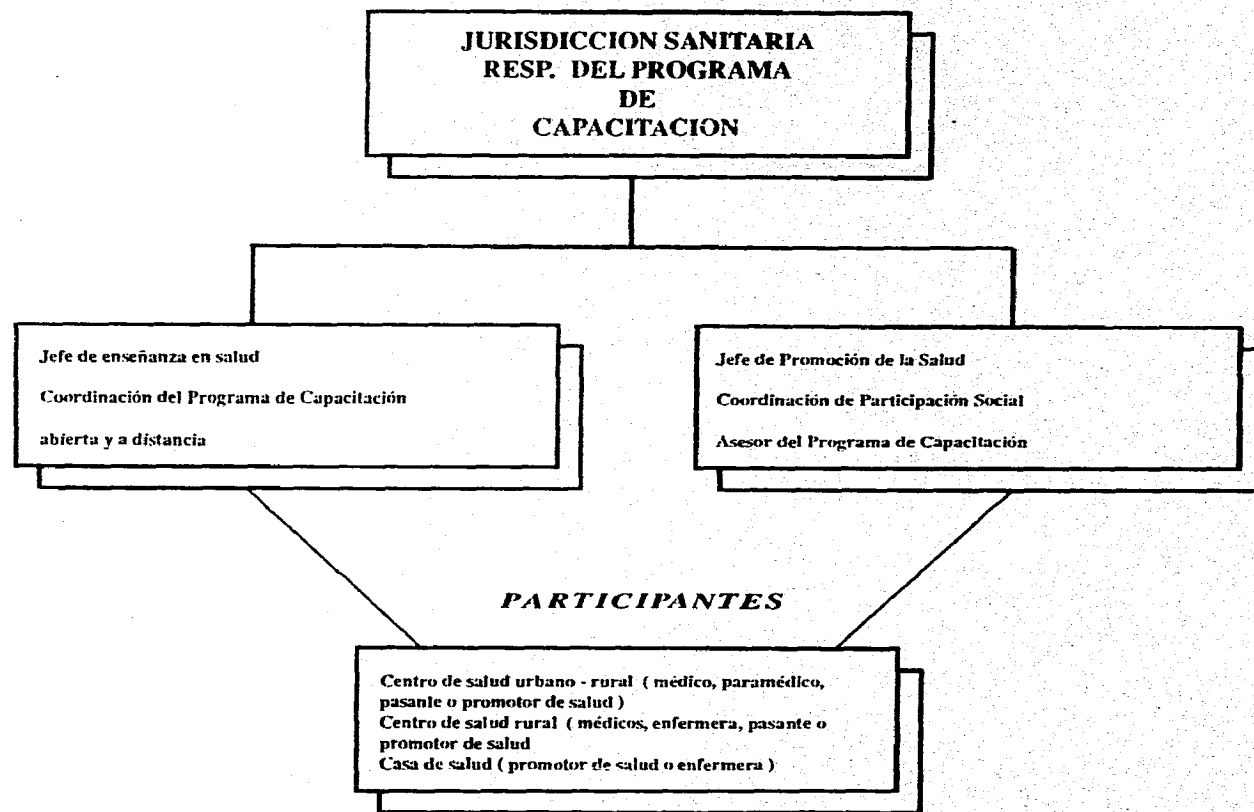 JURISDICCION SANITARIA
RESP. DEL PROGRAMA
DE
CAPACITACION
Jefe de enseñanza en salud
Coordinación del Programa de Capacitación
abierta y a distancia
Jefe de Promoción de la Salud
Coordinación de Participación Social
Asesor del Programa de Capacitación
PARTICIPANTES
Centro de salud urbano - rural ( médico, paramédico,
pasante o promotor de salud )
Centro de salud rural ( médicos, enfermera, pasante o
promotor de salud
Casa de salud ( promotor de salud o enfermera )